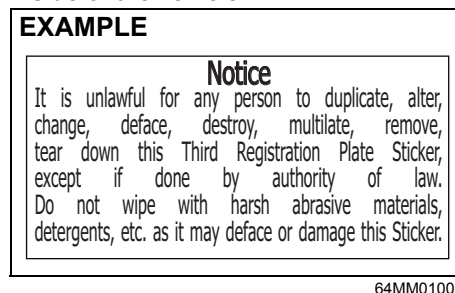 EXAMPLE
Notice
It is unlawful for any person to duplicate, alter,
change, deface, destroy, multilate, remove,
tear down this Third Registration Plate Sticker,
except if done by authority of law.
Do not wipe with harsh abrasive materials,
detergents, etc. as it may deface or damage this Sticker.
64MM0100